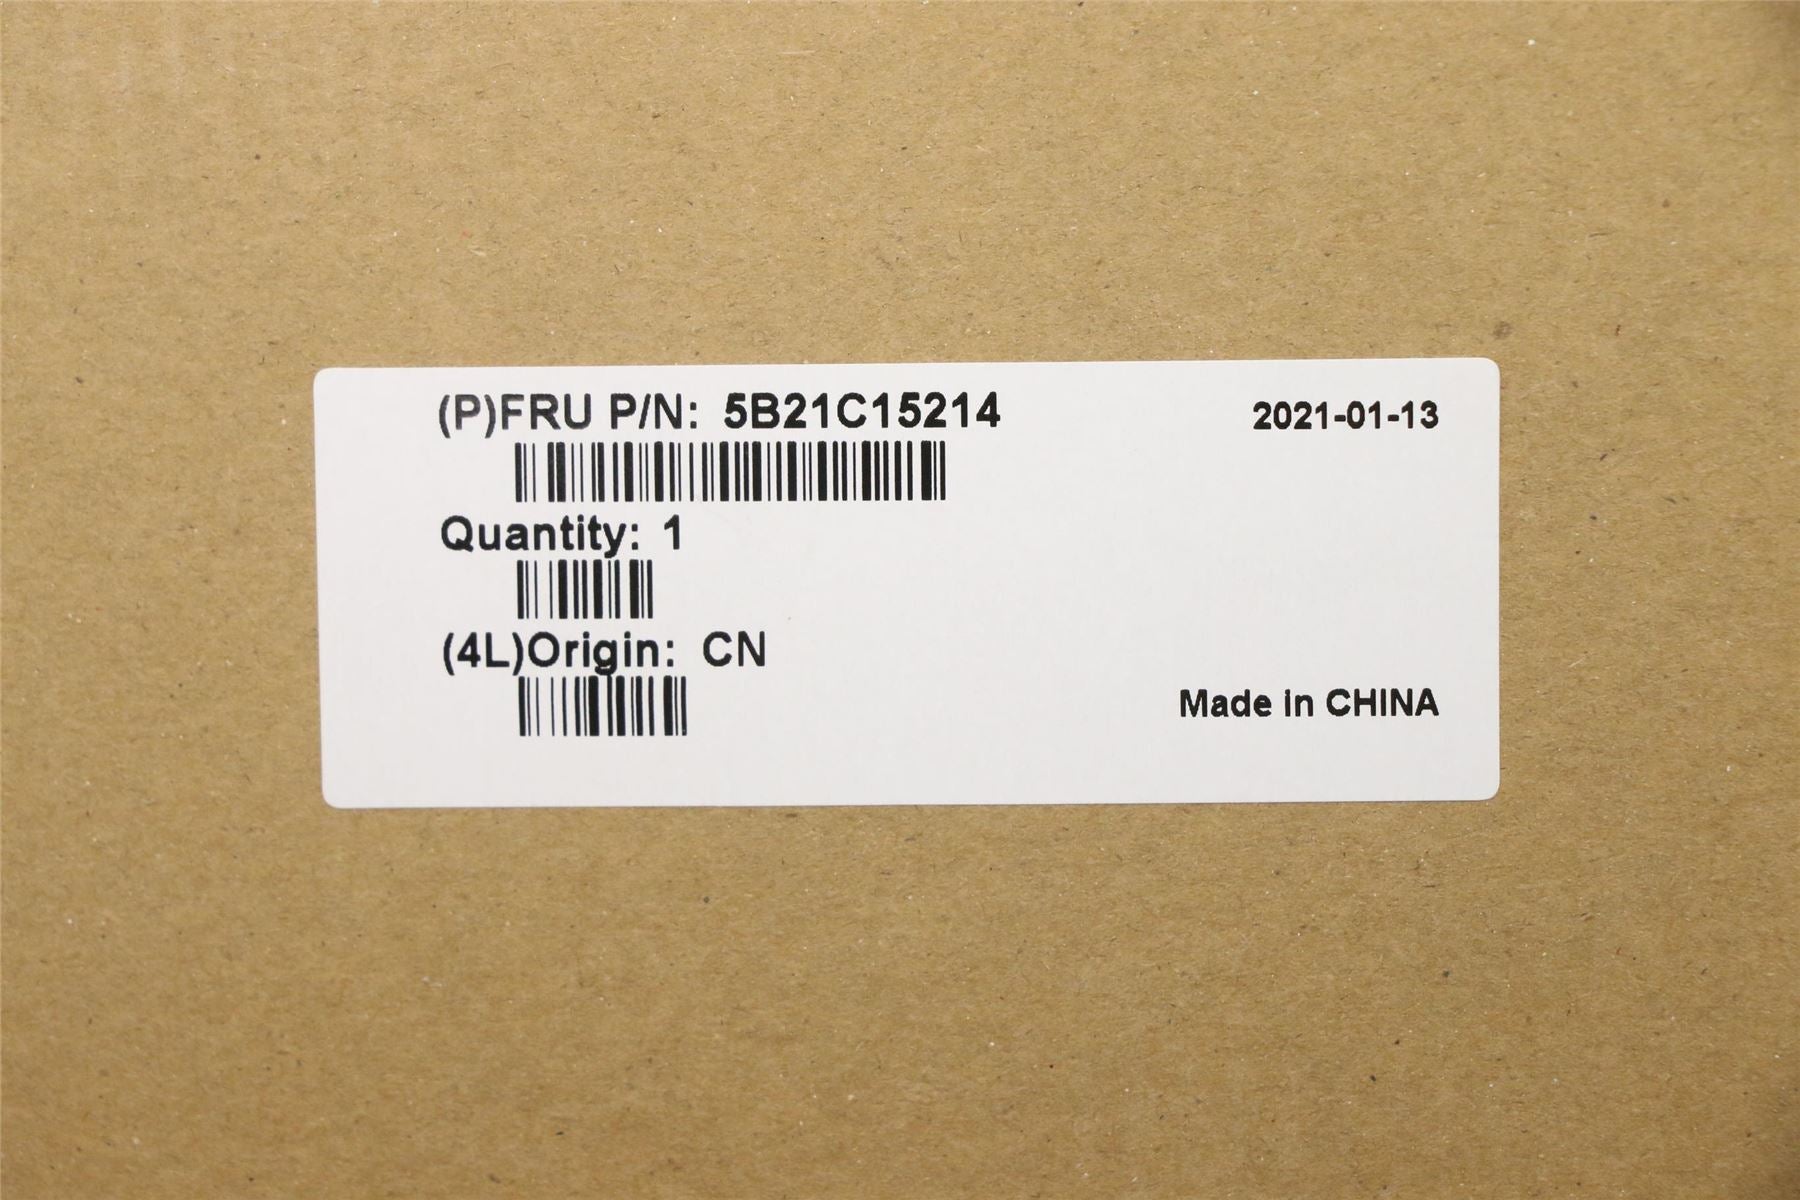 (P)FRU P/N: 5B21C15214
2021-01-13
Quantity: 1
(4L)Origin: CN
Made in CHINA